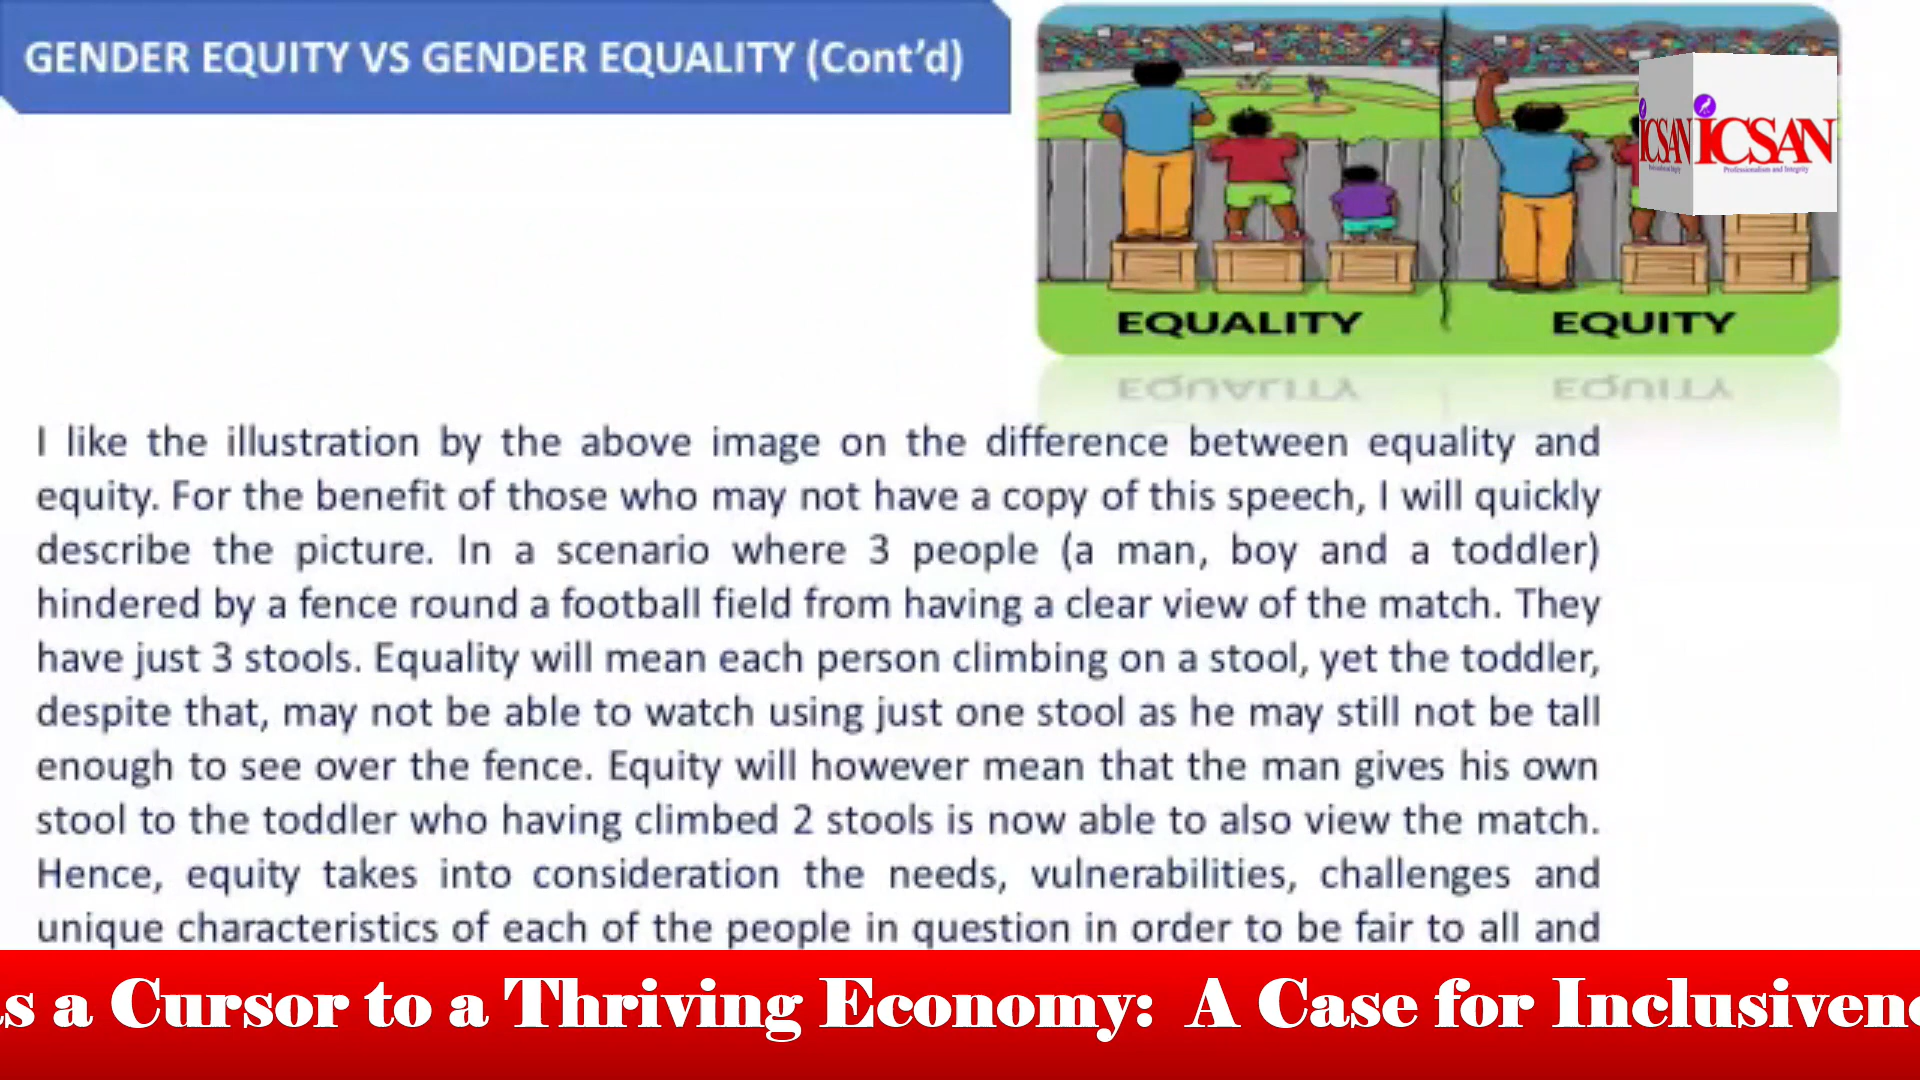 GENDER EQUITY VS GENDER EQUALITY (Cont’d)
ICSAN
ICSAN
Professionalism and Integrity
EQUALITY
EQUITY
I like the illustration by the above image on the difference between equality and
equity. For the benefit of those who may not have a copy of this speech, I will quickly
describe the picture. In a scenario where 3 people (a man, boy and a toddler)
hindered by a fence round a football field from having a clear view of the match. They
have just 3 stools. Equality will mean each person climbing on a stool, yet the toddler,
despite that, may not be able to watch using just one stool as he may still not be tall
enough to see over the fence. Equity will however mean that the man gives his own
stool to the toddler who having climbed 2 stools is now able to also view the match.
Hence, equity takes into consideration the needs, vulnerabilities, challenges and
unique characteristics of each of the people in question in order to be fair to all and
s a Cursor to a Thriving Economy: A Case for Inclusiven